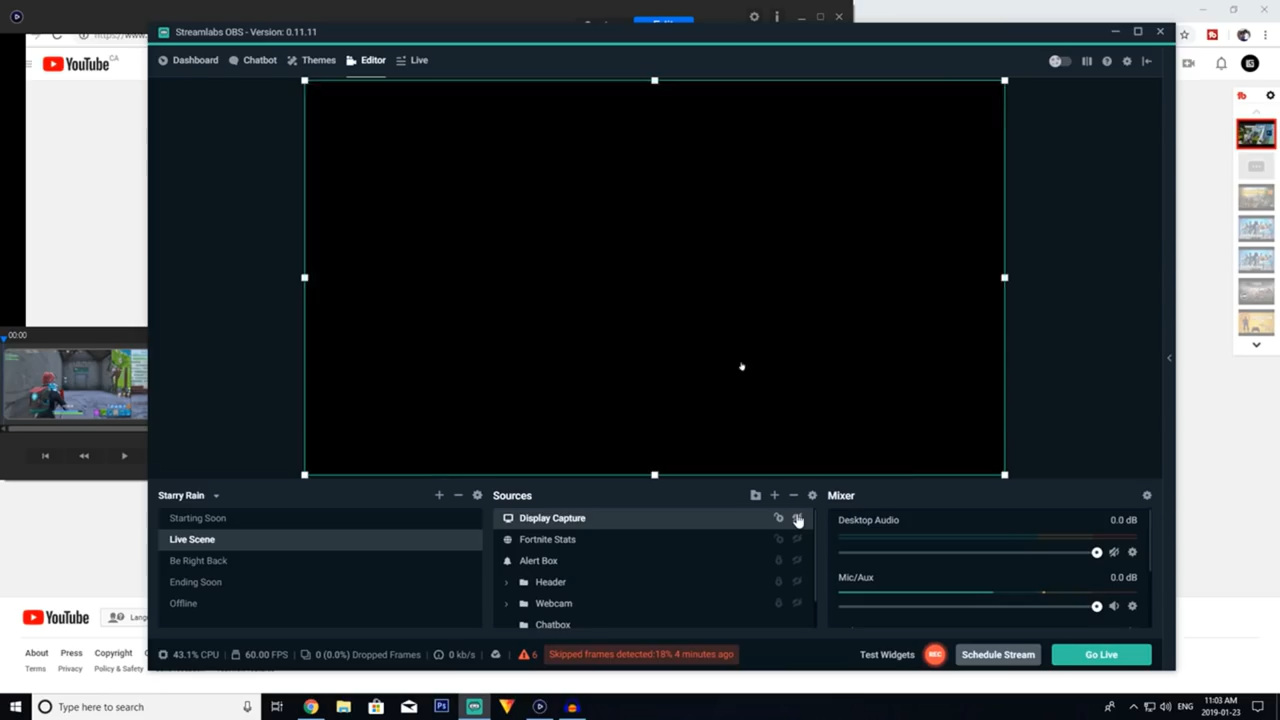 Streamlabs OBS - Version: 0.11.11
Dashboard
Chatbot
Themes
Editor
Live
YouTube CA
00:00
Starry Rain
Starting Soon
Live Scene
Be Right Back
Ending Soon
Offline
Sources
Display Capture
Fortnite Stats
Alert Box
Header
Webcam
Chatbox
Mixer
Desktop Audio 0.0 dB
Mic/Aux 0.0 dB
43.1% CPU
60.00 FPS
0 (0.0%) Dropped Frames
0 kb/s
6
Skipped frames detected:18% 4 minutes ago
Test Widgets
REC
Schedule Stream
Go Live
YouTube
About Press Copyright
Terms Privacy Policy & Safety
Type here to search
ENG
11:03 AM
2019-01-23